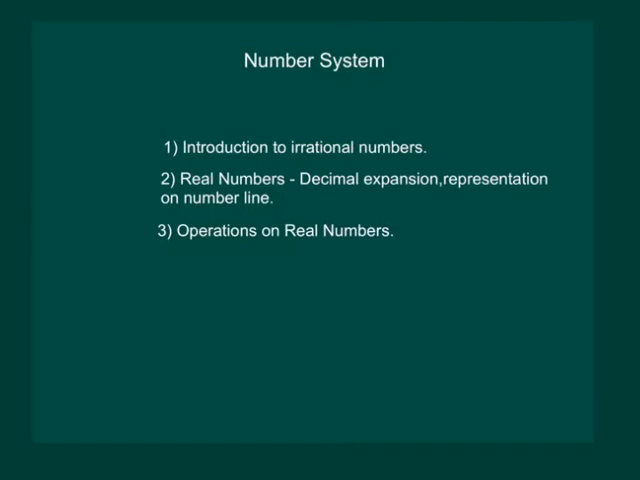 Number System
1) Introduction to irrational numbers.
2) Real Numbers - Decimal expansion,representation
on number line.
3) Operations on Real Numbers.